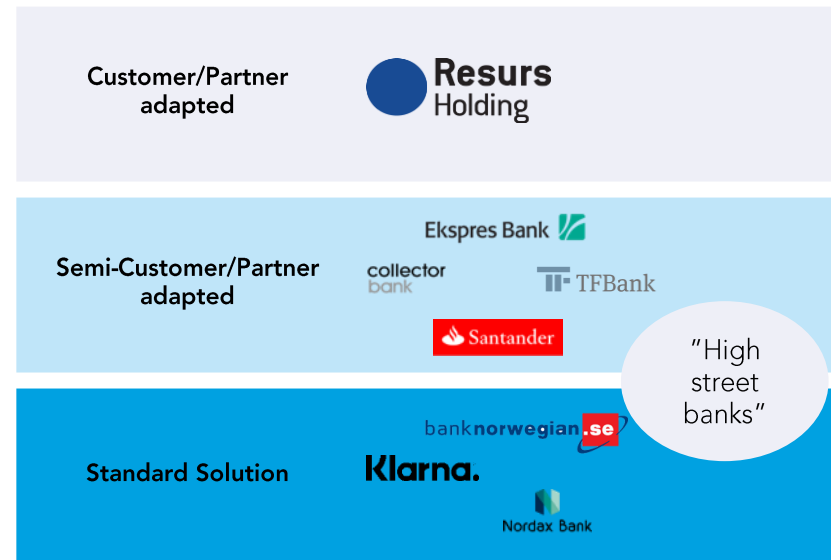 Customer/Partner
adapted
Resurs
Holding
Semi-Customer/Partner
adapted
Ekspres Bank
collector
bank
TFBank
Santander
"High
street
banks"
Standard Solution
banknorwegian.se
Klarna.
Nordax Bank